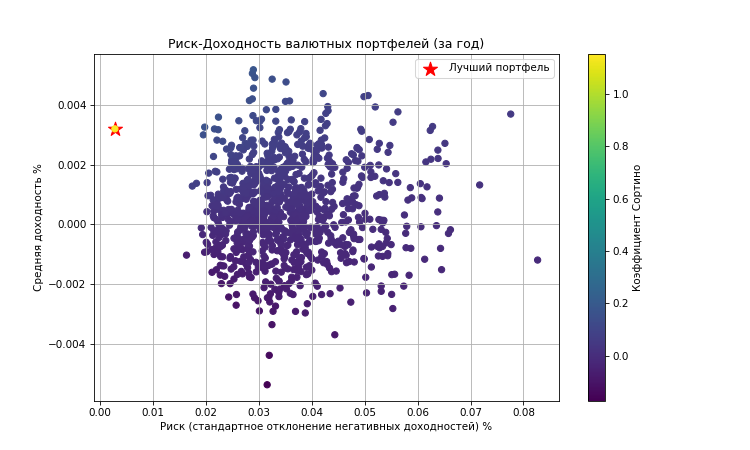 Риск-Доходность валютных портфелей (за год)
Лучший портфель
Средняя доходность %
0.004
0.002
0.000
−0.002
−0.004
0.00 0.01 0.02 0.03 0.04 0.05 0.06 0.07 0.08
Риск (стандартное отклонение негативных доходностей) %
1.0
0.8
0.6
0.4
0.2
0.0
Коэффициент Сортино